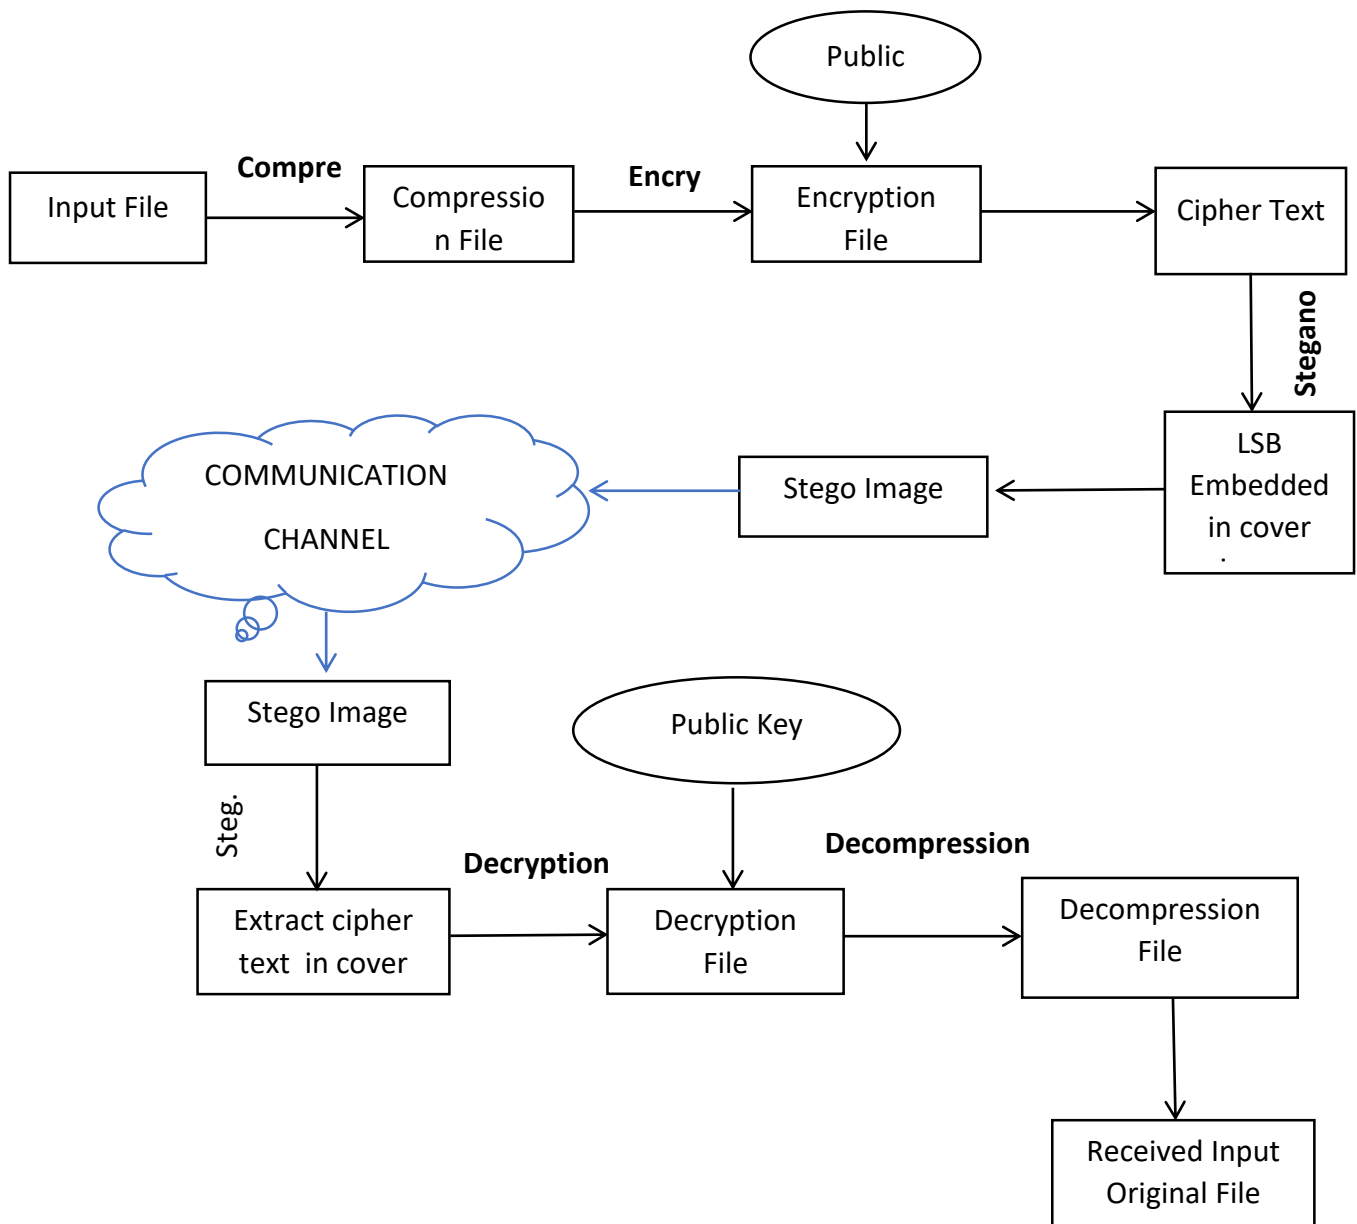 Public
Compre
Encry
Input File
Compressio
n File
Encryption
File
Cipher Text
Stegano
LSB
Embedded
in cover
Stego Image
COMMUNICATION
CHANNEL
Stego Image
Public Key
Steg.
Decryption
Decompression
Extract cipher
text in cover
Decryption
File
Decompression
File
Received Input
Original File